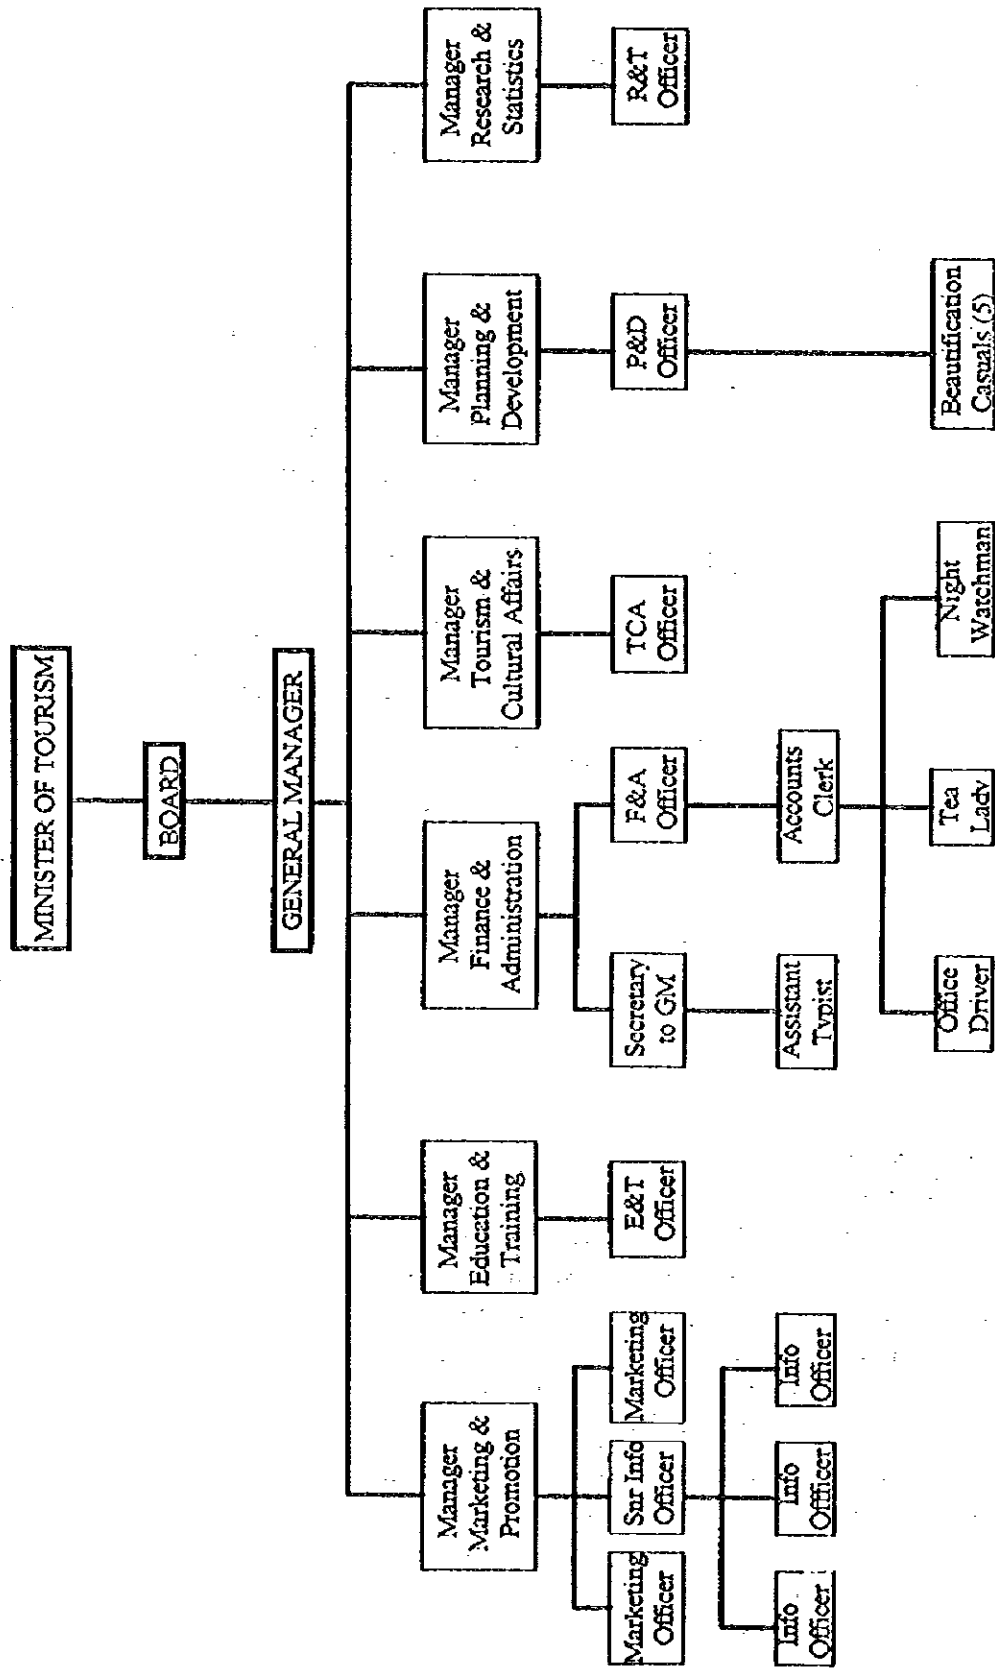 MINISTER OF TOURISM
BOARD
GENERAL MANAGER
Manager
Marketing &
Promotion
Manager
Education &
Training
Manager
Finance &
Administration
Manager
Tourism &
Cultural Affairs
Manager
Planning &
Development
Manager
Research &
Statistics
Marketing
Officer
Snr Info
Officer
Marketing
Officer
E&T
Officer
Secretary
to GM
F&A
Officer
TCA
Officer
P&D
Officer
R&T
Officer
Info
Officer
Info
Offficer
Info
Officer
Assistant
Typist
Accounts
Clerk
Office
Driver
Tea
Lady
Night
Watchman
Beautification
Casuals (5)